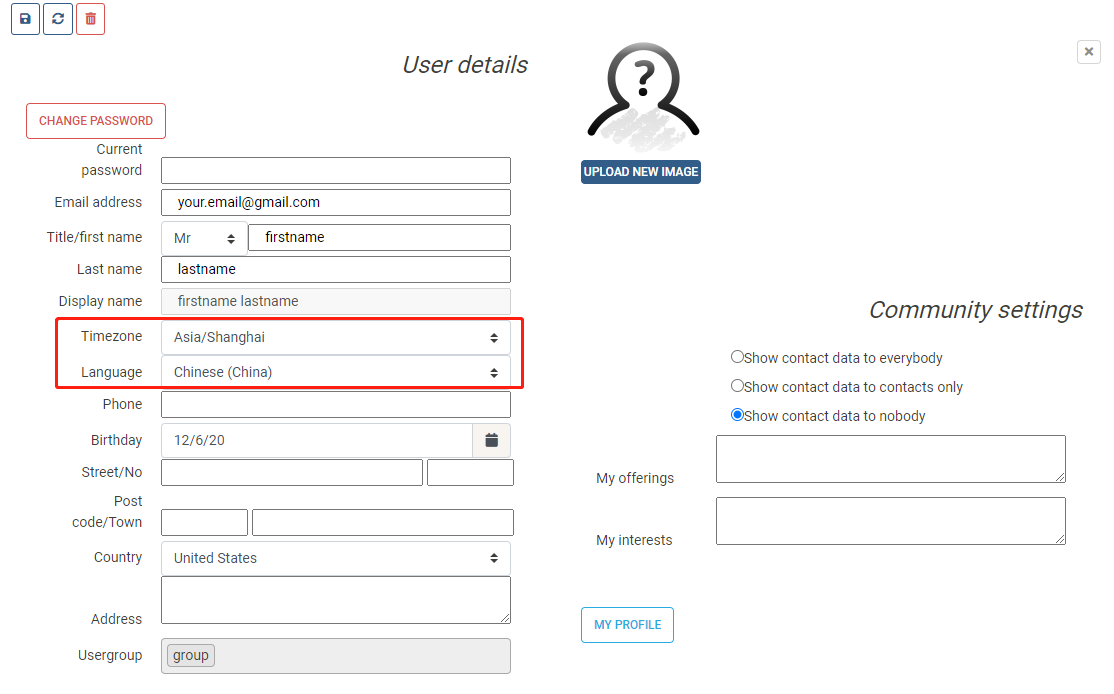 User details
CHANGE PASSWORD
Current
password
Email address your.email@gmail.com
Title/first name Mr firstname
Last name lastname
Display name firstname lastname
Timezone Asia/Shanghai
Language Chinese (China)
Phone
Birthday 12/6/20
Street/No
Post
code/Town
Country United States
Address
Usergroup group
?
UPLOAD NEW IMAGE
Community settings
Show contact data to everybody
Show contact data to contacts only
Show contact data to nobody
My offerings
My interests
MY PROFILE